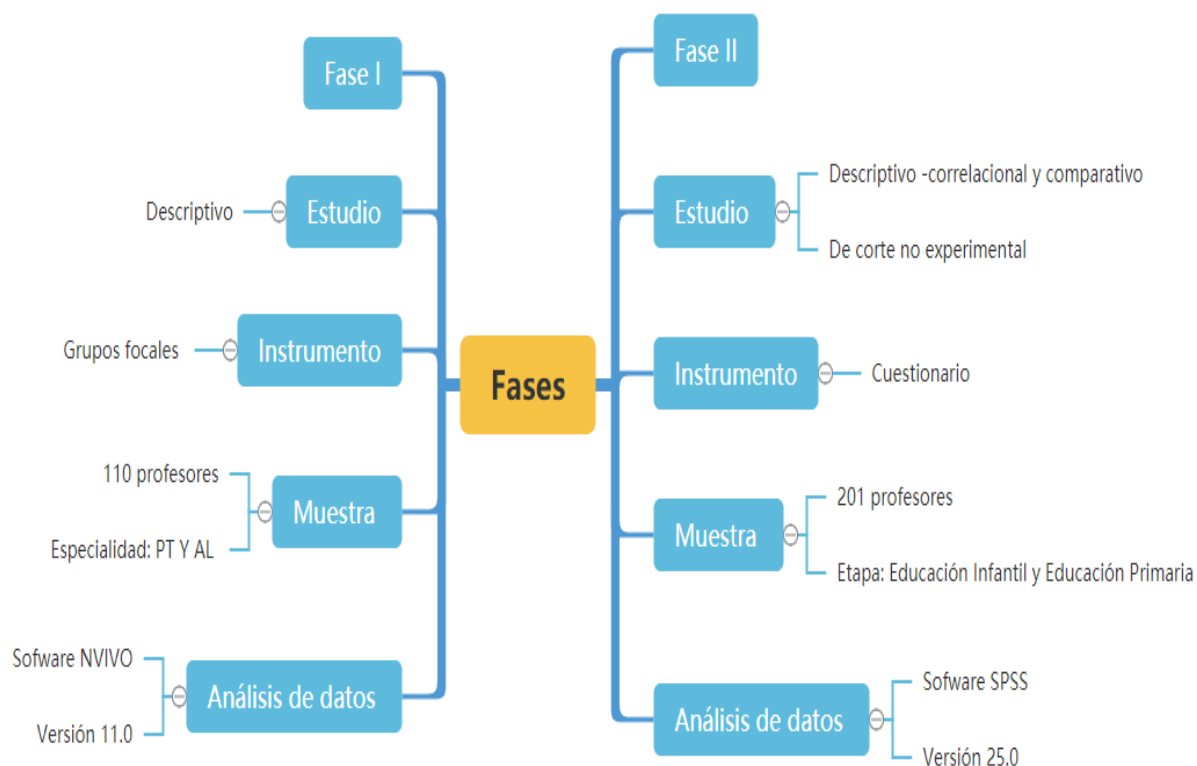 Fases
Fase I
Estudio
Descriptivo
Instrumento
Grupos focales
Muestra
110 profesores
Especialidad: PT Y AL
Análisis de datos
Sofware NVIVO
Versión 11.0
Fase II
Estudio
Descriptivo -correlacional y comparativo
De corte no experimental
Instrumento
Cuestionario
Muestra
201 profesores
Etapa: Educación Infantil y Educación Primaria
Análisis de datos
Sofware SPSS
Versión 25.0